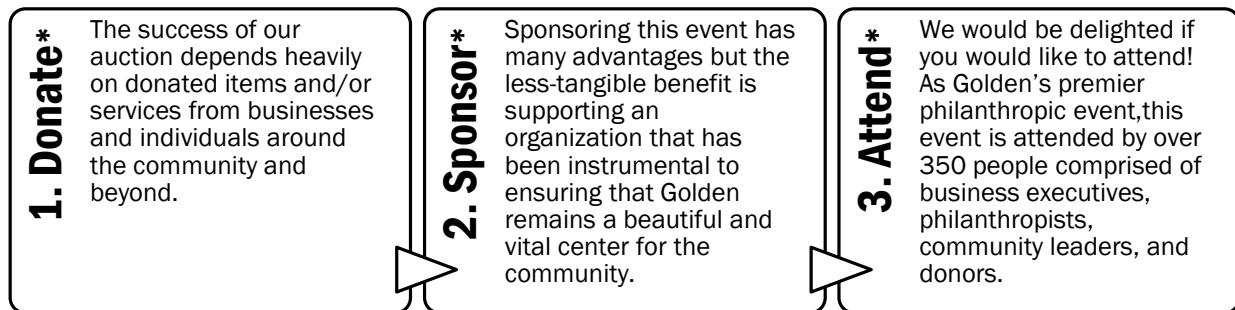 1. Donate*
The success of our
auction depends heavily
on donated items and/or
services from businesses
and individuals around
the community and
beyond.
2. Sponsor*
Sponsoring this event has
many advantages but the
less-tangible benefit is
supporting an
organization that has
been instrumental to
ensuring that Golden
remains a beautiful and
vital center for the
community.
3. Attend*
We would be delighted if
you would like to attend!
As Golden’s premier
philanthropic event,this
event is attended by over
350 people comprised of
business executives,
philanthropists,
community leaders, and
donors.